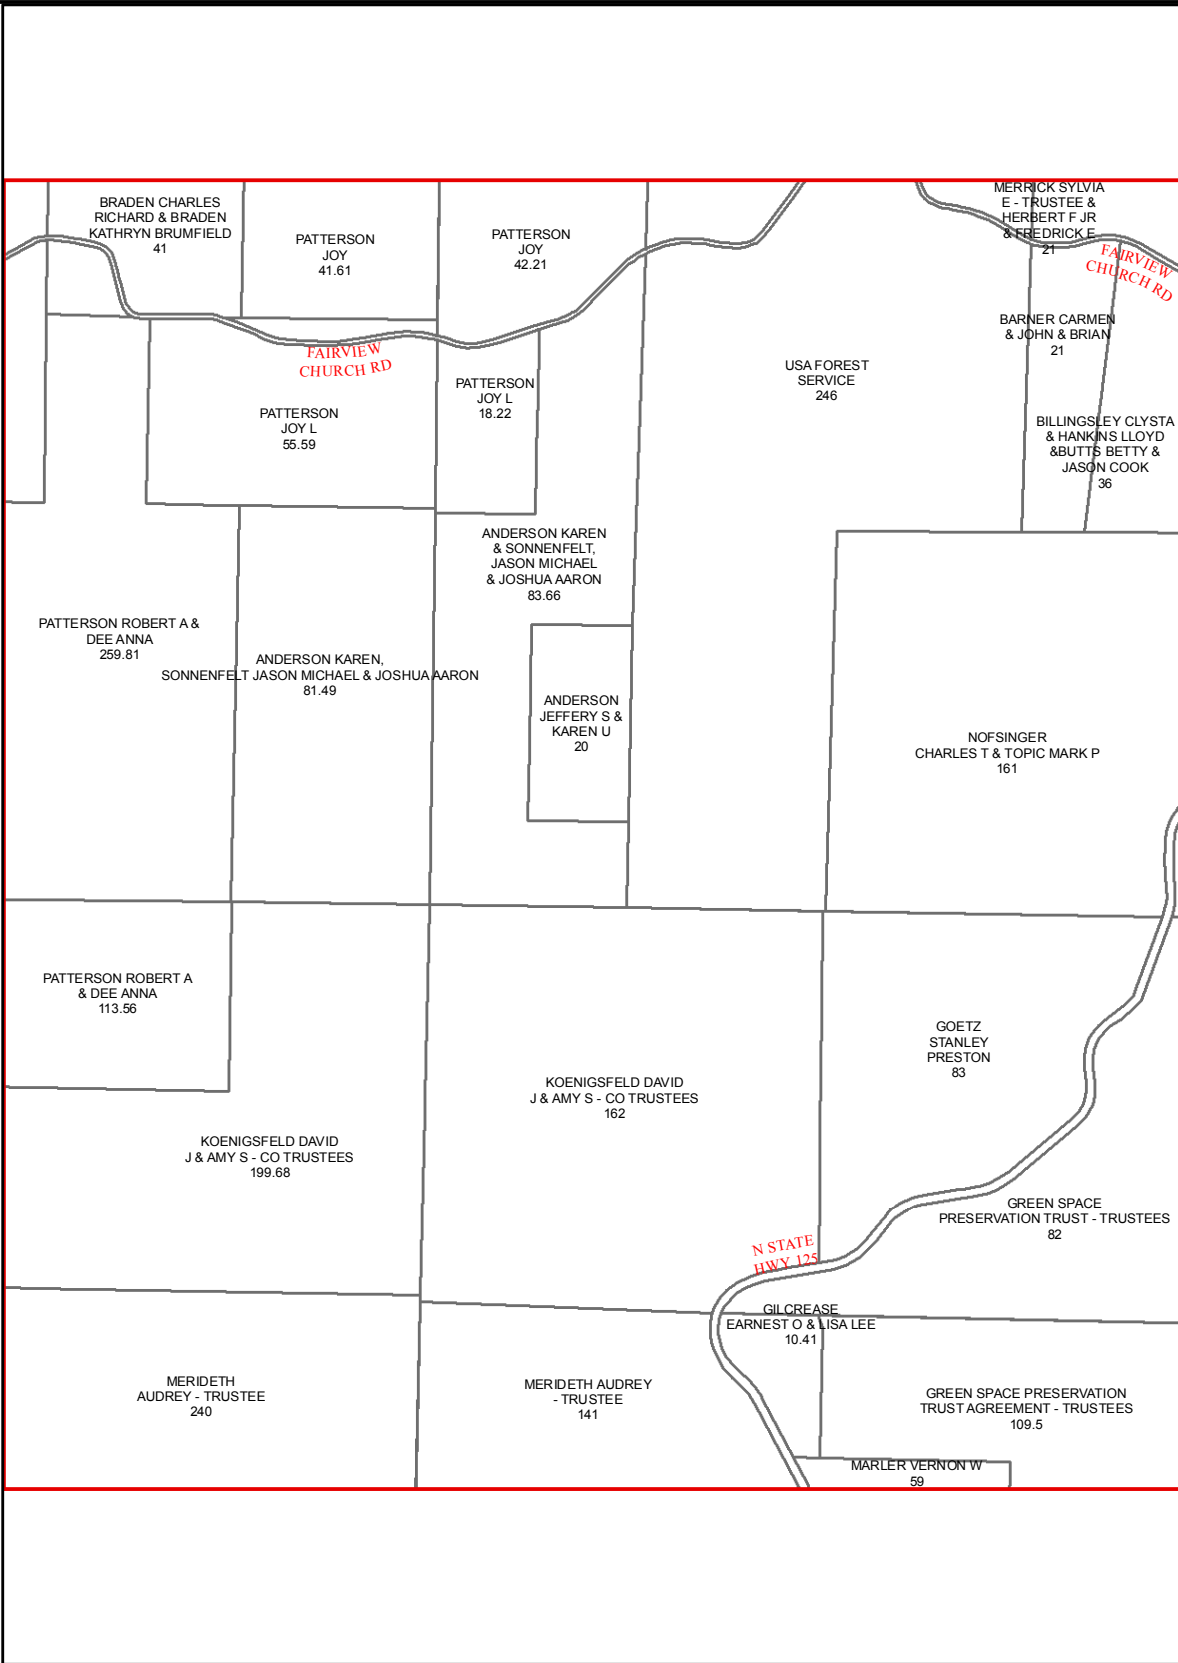 BRADEN CHARLES
RICHARD & BRADEN
KATHRYN BRUMFIELD
41
PATTERSON
JOY
41.61
PATTERSON
JOY
42.21
MERRICK SYLVIA
E - TRUSTEE &
HERBERT F JR
& FREDRICK E
21
FAIRVIEW
CHURCH RD
BARNER CARMEN
& JOHN & BRIAN
21
FAIRVIEW
CHURCH RD
USA FOREST
SERVICE
246
PATTERSON
JOY L
18.22
PATTERSON
JOY L
55.59
BILLINGSLEY CLYSTA
& HANKINS LLOYD
&BUTTS BETTY &
JASON COOK
36
ANDERSON KAREN
& SONNENFELT,
JASON MICHAEL
& JOSHUA AARON
83.66
PATTERSON ROBERT A &
DEE ANNA
259.81
ANDERSON KAREN,
SONNENFELT JASON MICHAEL & JOSHUA AARON
81.49
ANDERSON
JEFFERY S &
KAREN U
20
NOFSINGER
CHARLES T & TOPIC MARK P
161
PATTERSON ROBERT A
& DEE ANNA
113.56
GOETZ
STANLEY
PRESTON
83
KOENIGSFELD DAVID
J & AMY S - CO TRUSTEES
162
KOENIGSFELD DAVID
J & AMY S - CO TRUSTEES
199.68
GREEN SPACE
PRESERVATION TRUST - TRUSTEES
82
N STATE
HWY 125
GILCREASE
EARNEST O & LISA LEE
10.41
MERIDETH
AUDREY - TRUSTEE
240
MERIDETH AUDREY
- TRUSTEE
141
GREEN SPACE PRESERVATION
TRUST AGREEMENT - TRUSTEES
109.5
MARLER VERNON W
59